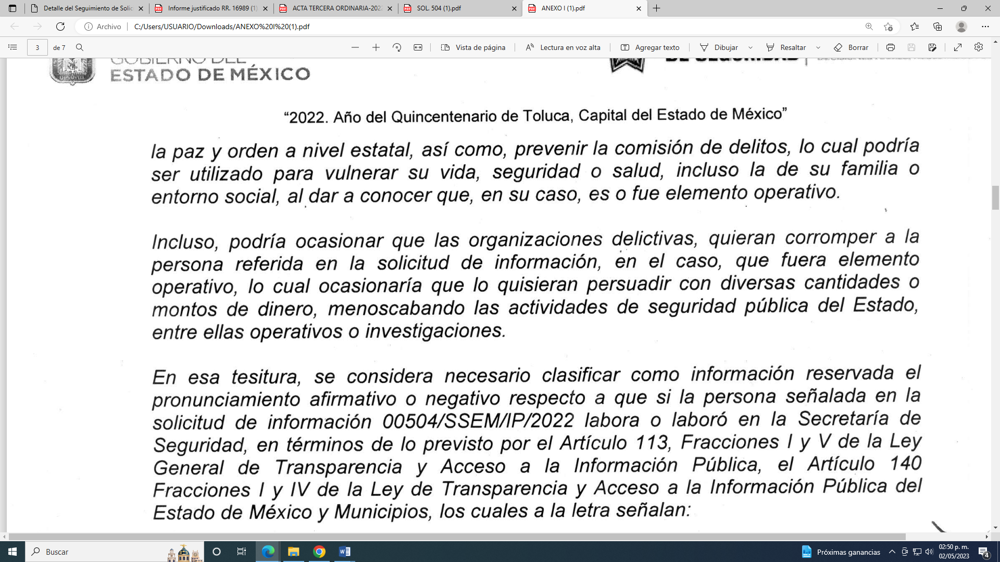 Detalle del Seguimiento de Solic
Informe justificado RR. 16989 (1)
ACTA TERCERA ORDINARIA-202
SOL. 504 (1).pdf
ANEXO I (1).pdf
Archivo
C:/Users/USUARIO/Downloads/ANEXO%20I%20(1).pdf
3 de 7
Vista de página
Lectura en voz alta
Agregar texto
Dibujar
Resaltar
Borrar
GOBIERNO DEL
ESTADO DE MÉXICO
DE SEGURIDAD
“2022. Año del Quincentenario de Toluca, Capital del Estado de México”
la paz y orden a nivel estatal, así como, prevenir la comisión de delitos, lo cual podría
ser utilizado para vulnerar su vida, seguridad o salud, incluso la de su familia o
entorno social, al dar a conocer que, en su caso, es o fue elemento operativo.
Incluso, podría ocasionar que las organizaciones delictivas, quieran corromper a la
persona referida en la solicitud de información, en el caso, que fuera elemento
operativo, lo cual ocasionaría que lo quisieran persuadir con diversas cantidades o
montos de dinero, menoscabando las actividades de seguridad pública del Estado,
entre ellas operativos o investigaciones.
En esa tesitura, se considera necesario clasificar como información reservada el
pronunciamiento afirmativo o negativo respecto a que si la persona señalada en la
solicitud de información 00504/SSEM/IP/2022 labora o laboró en la Secretaría de
Seguridad, en términos de lo previsto por el Artículo 113, Fracciones I y V de la Ley
General de Transparencia y Acceso a la Información Pública, el Artículo 140
Fracciones I y IV de la Ley de Transparencia y Acceso a la Información Pública del
Estado de México y Municipios, los cuales a la letra señalan:
Buscar
Próximas ganancias
02:50 p. m.
02/05/2023
4